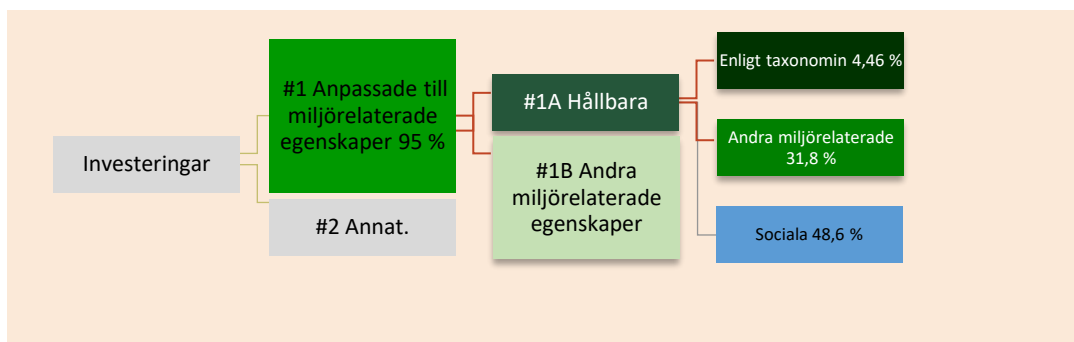 Investeringar
#1 Anpassade till
miljörelaterade
egenskaper 95 %
#2 Annat.
#1A Hållbara
#1B Andra
miljörelaterade
egenskaper
Enligt taxonomin 4,46 %
Andra miljörelaterade
31,8 %
Sociala 48,6 %